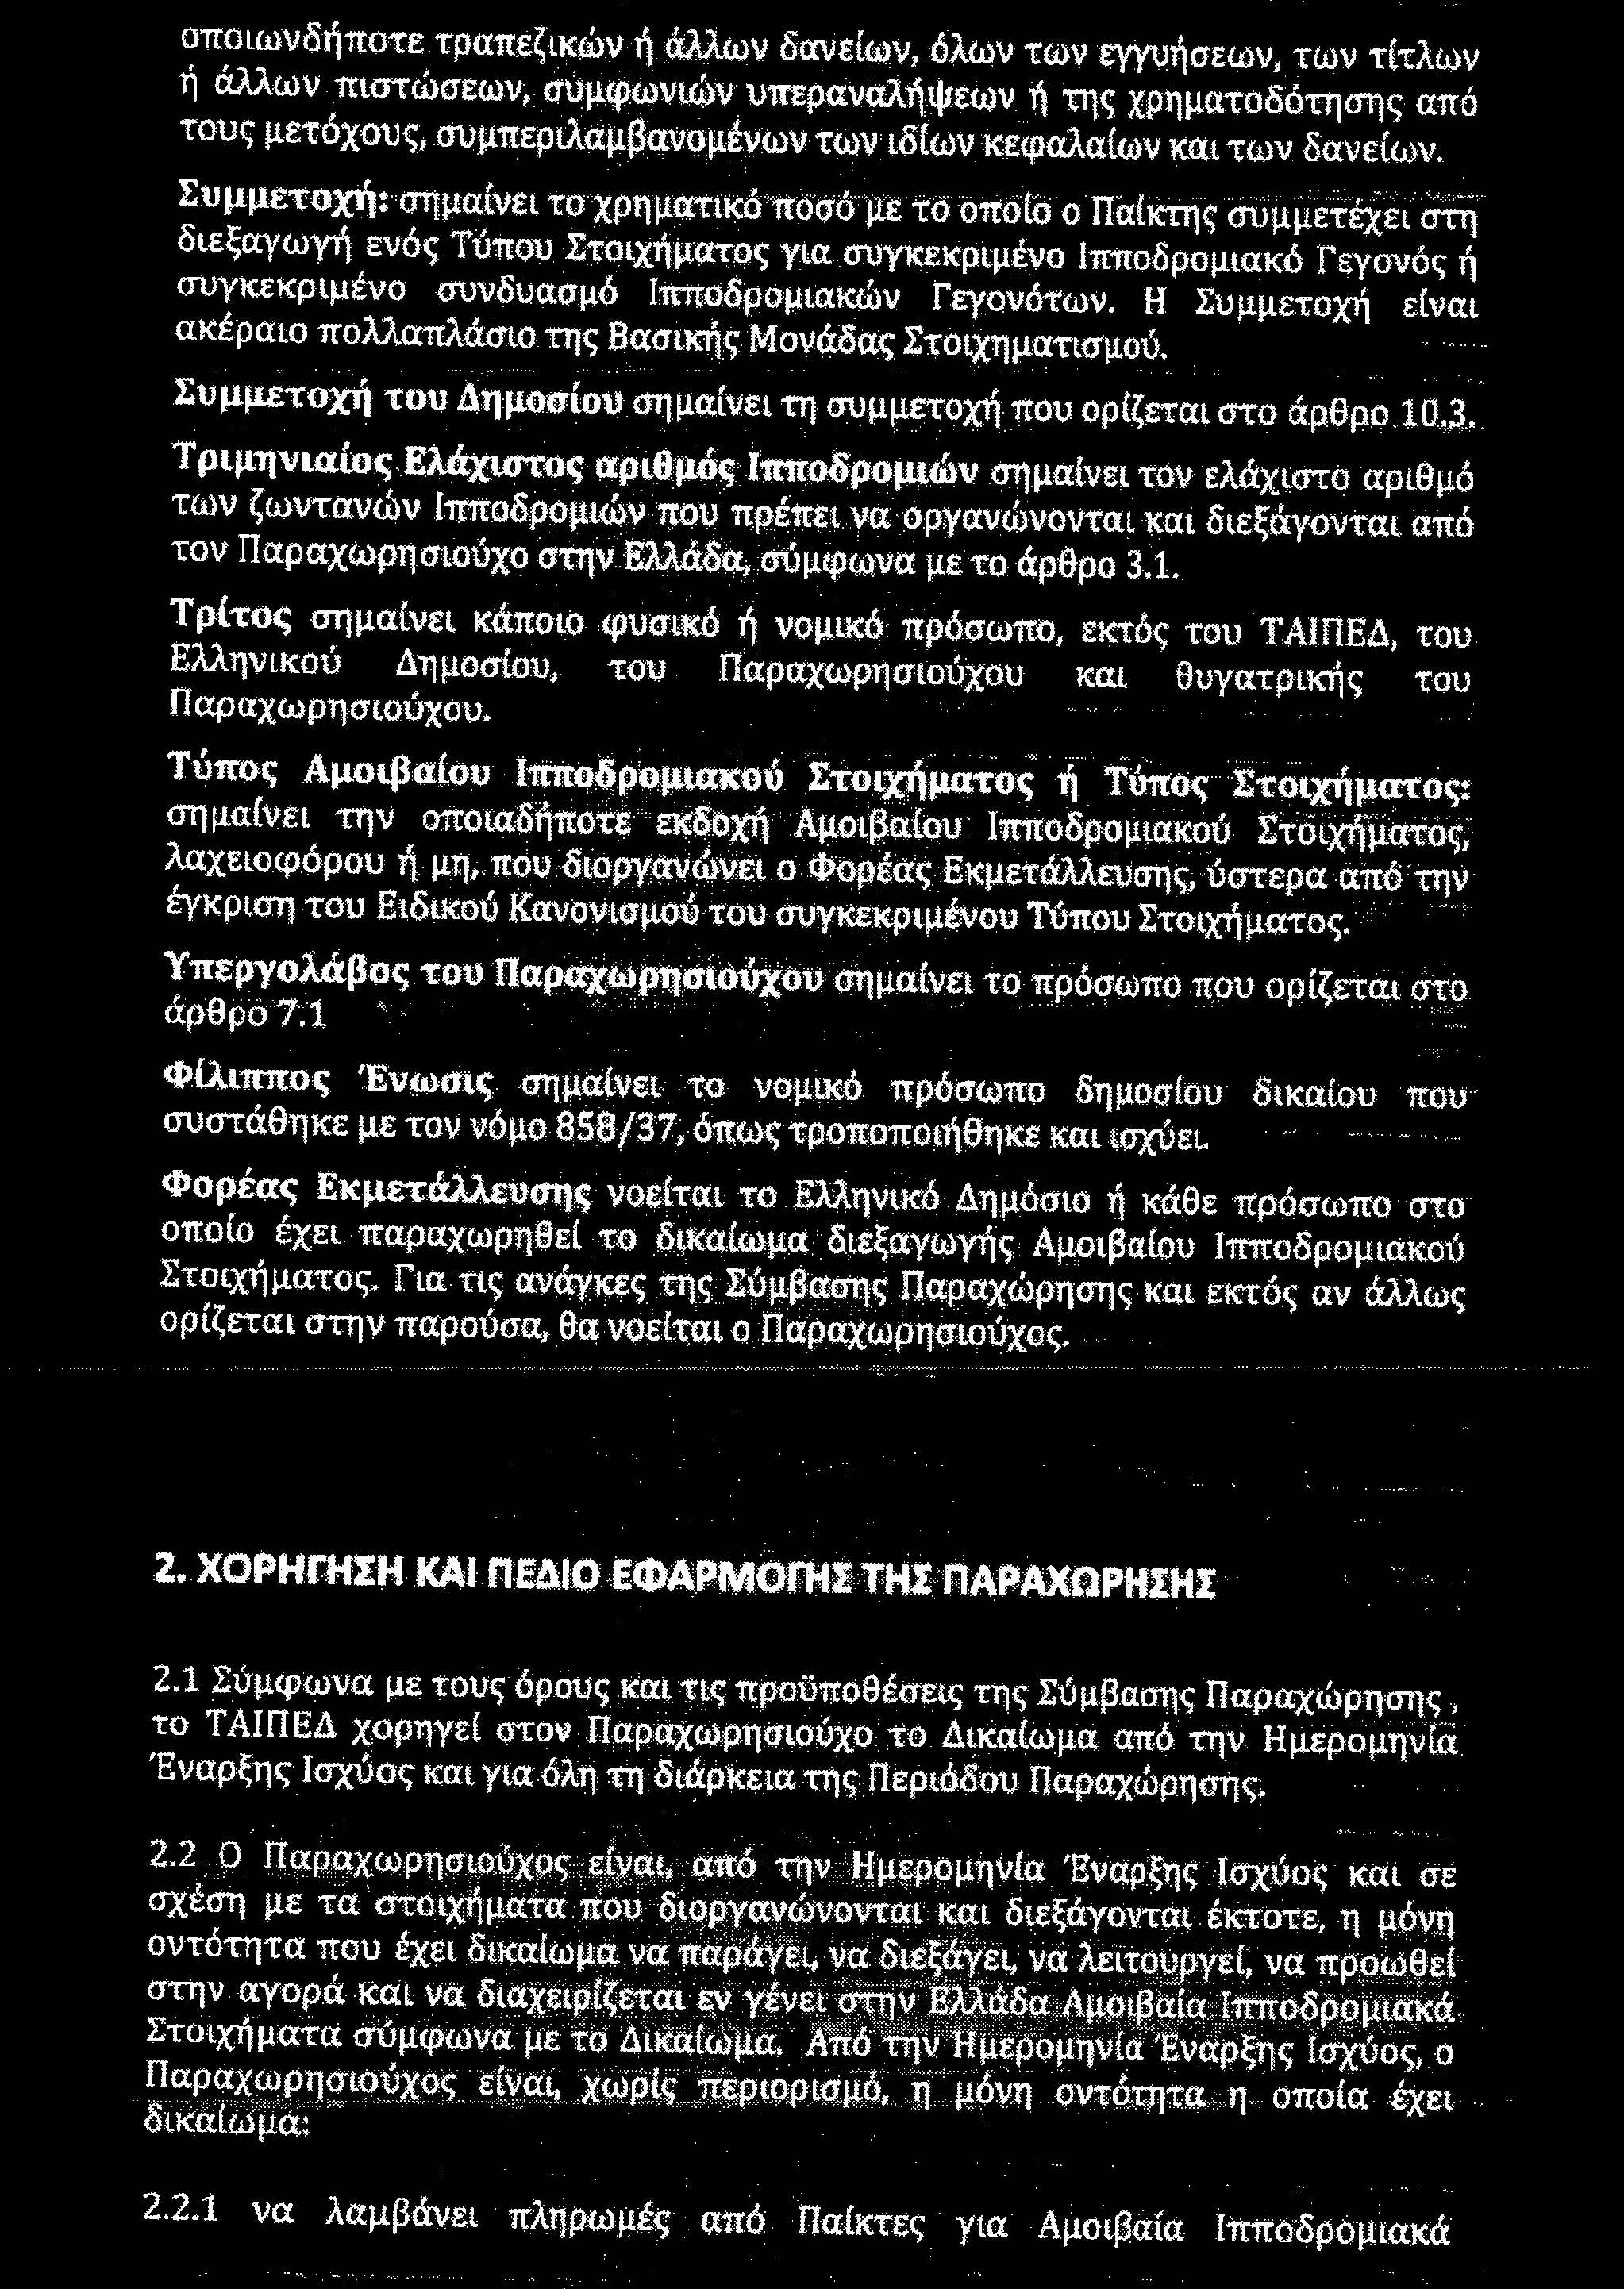 οποιωνδήποτε τραπεζικών ή άλλων δανείων, όλων των εγγυήσεων, των τίτλων
ή άλλων πιστώσεων, συμφωνιών υπεραναλήψεων ή της χρηματοδότησης από
τους μετόχους, συμπεριλαμβανομένων των ιδίων κεφαλαίων και των δανείων.
Συμμετοχή: σημαίνει το χρηματικό ποσό με το οποίο ο Παίκτης συμμετέχει στη
διεξαγωγή ενός Τύπου Στοιχήματος για συγκεκριμένο Ιπποδρομιακό Γεγονός ή
συγκεκριμένο συνδυασμό Ιπποδρομιακών Γεγονότων. Η Συμμετοχή είναι
ακέραιο πολλαπλάσιο της Βασικής Μονάδας Στοιχηματισμού.
Συμμετοχή του Δημοσίου σημαίνει τη συμμετοχή που ορίζεται στο άρθρο 10.3.
Τριμηνιαίος Ελάχιστος αριθμός Ιπποδρομιών σημαίνει τον ελάχιστο αριθμό
των ζωντανών Ιπποδρομιών που πρέπει να οργανώνονται και διεξάγονται από
τον Παραχωρησιούχο στην Ελλάδα, σύμφωνα με το άρθρο 3.1.
Τρίτος σημαίνει κάποιο φυσικό ή νομικό πρόσωπο, εκτός του ΤΑΙΠΕΔ, του
Ελληνικού Δημοσίου, του Παραχωρησιούχου και θυγατρικής του
Παραχωρησιούχου.
Τύπος Αμοιβαίου Ιπποδρομιακού Στοιχήματος ή Τύπος Στοιχήματος:
σημαίνει την οποιαδήποτε εκδοχή Αμοιβαίου Ιπποδρομιακού Στοιχήματος,
λαχειοφόρου ή μη, που διοργανώνει ο Φορέας Εκμετάλλευσης, ύστερα από την
έγκριση του Ειδικού Κανονισμού του συγκεκριμένου Τύπου Στοιχήματος.
Υπεργολάβος του Παραχωρησιούχου σημαίνει το πρόσωπο που ορίζεται στο
άρθρο 7.1
Φίλιππος Ένωσις σημαίνει το νομικό πρόσωπο δημοσίου δικαίου που
συστάθηκε με τον νόμο 858/37, όπως τροποποιήθηκε και ισχύει.
Φορέας Εκμετάλλευσης νοείται το Ελληνικό Δημόσιο ή κάθε πρόσωπο στο
οποίο έχει παραχωρηθεί το δικαίωμα διεξαγωγής Αμοιβαίου Ιπποδρομιακού
Στοιχήματος. Για τις ανάγκες της Σύμβασης Παραχώρησης και εκτός αν άλλως
ορίζεται στην παρούσα, θα νοείται ο Παραχωρησιούχος.
2. ΧΟΡΗΓΗΣΗ ΚΑΙ ΠΕΔΙΟ ΕΦΑΡΜΟΓΗΣ ΤΗΣ ΠΑΡΑΧΩΡΗΣΗΣ
2.1 Σύμφωνα με τους όρους και τις προϋποθέσεις της Σύμβασης Παραχώρησης,
το ΤΑΙΠΕΔ χορηγεί στον Παραχωρησιούχο το Δικαίωμα από την Ημερομηνία
Έναρξης Ισχύος και για όλη τη διάρκεια της Περιόδου Παραχώρησης.
2.2 Ο Παραχωρησιούχος είναι, από την Ημερομηνία Έναρξης Ισχύος και σε
σχέση με τα στοιχήματα που διοργανώνονται και διεξάγονται έκτοτε, η μόνη
οντότητα που έχει δικαίωμα να παράγει, να διεξάγει, να λειτουργεί, να προωθεί
στην αγορά και να διαχειρίζεται εν γένει στην Ελλάδα Αμοιβαία Ιπποδρομιακά
Στοιχήματα σύμφωνα με το Δικαίωμα. Από την Ημερομηνία Έναρξης Ισχύος, ο
Παραχωρησιούχος είναι, χωρίς περιορισμό, η μόνη οντότητα η οποία έχει
δικαίωμα:
2.2.1 να λαμβάνει πληρωμές από Παίκτες για Αμοιβαία Ιπποδρομιακά